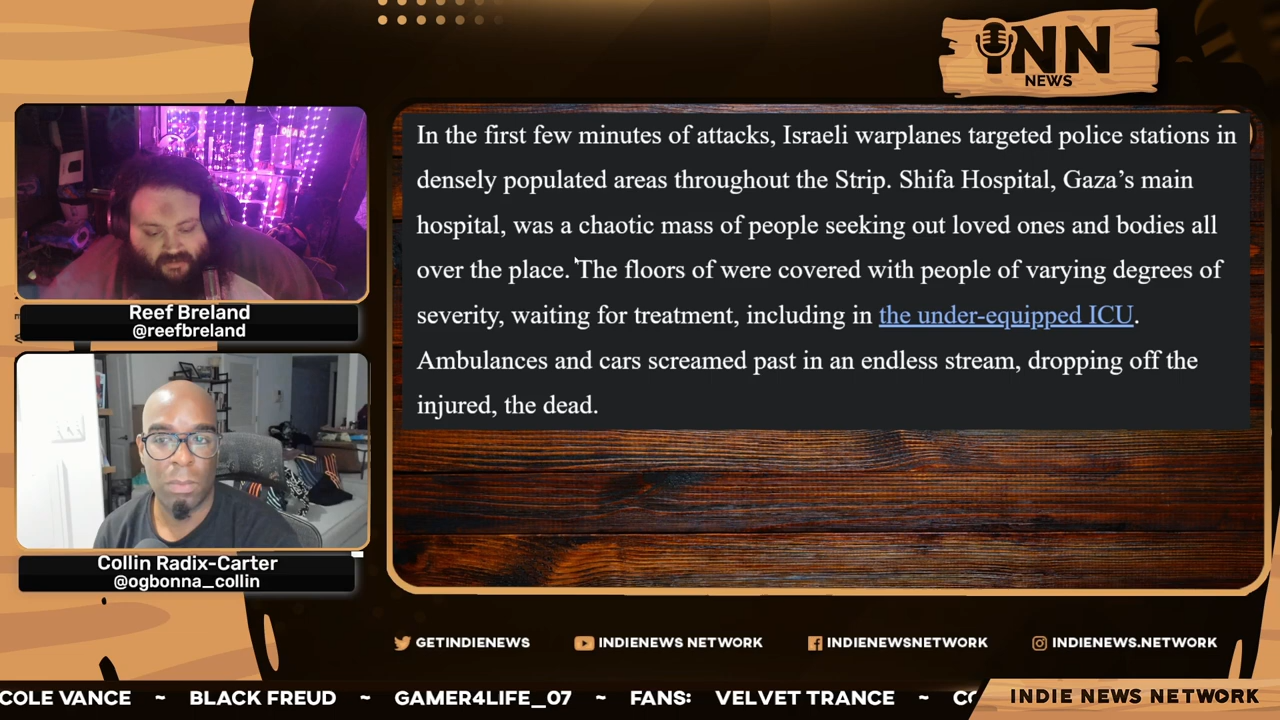 iNN
NEWS
In the first few minutes of attacks, Israeli warplanes targeted police stations in
densely populated areas throughout the Strip. Shifa Hospital, Gaza’s main
hospital, was a chaotic mass of people seeking out loved ones and bodies all
over the place. The floors of were covered with people of varying degrees of
severity, waiting for treatment, including in the under-equipped ICU.
Ambulances and cars screamed past in an endless stream, dropping off the
injured, the dead.
Reef Breland
@reefbreland
Collin Radix-Carter
@ogbonna_collin
GETINDIENEWS INDIENEWS NETWORK INDIENEWSNETWORK INDIENEWS.NETWORK
COLE VANCE ~ BLACK FREUD ~ GAMER4LIFE_07 ~ FANS: VELVET TRANCE ~ CO
INDIE NEWS NETWORK